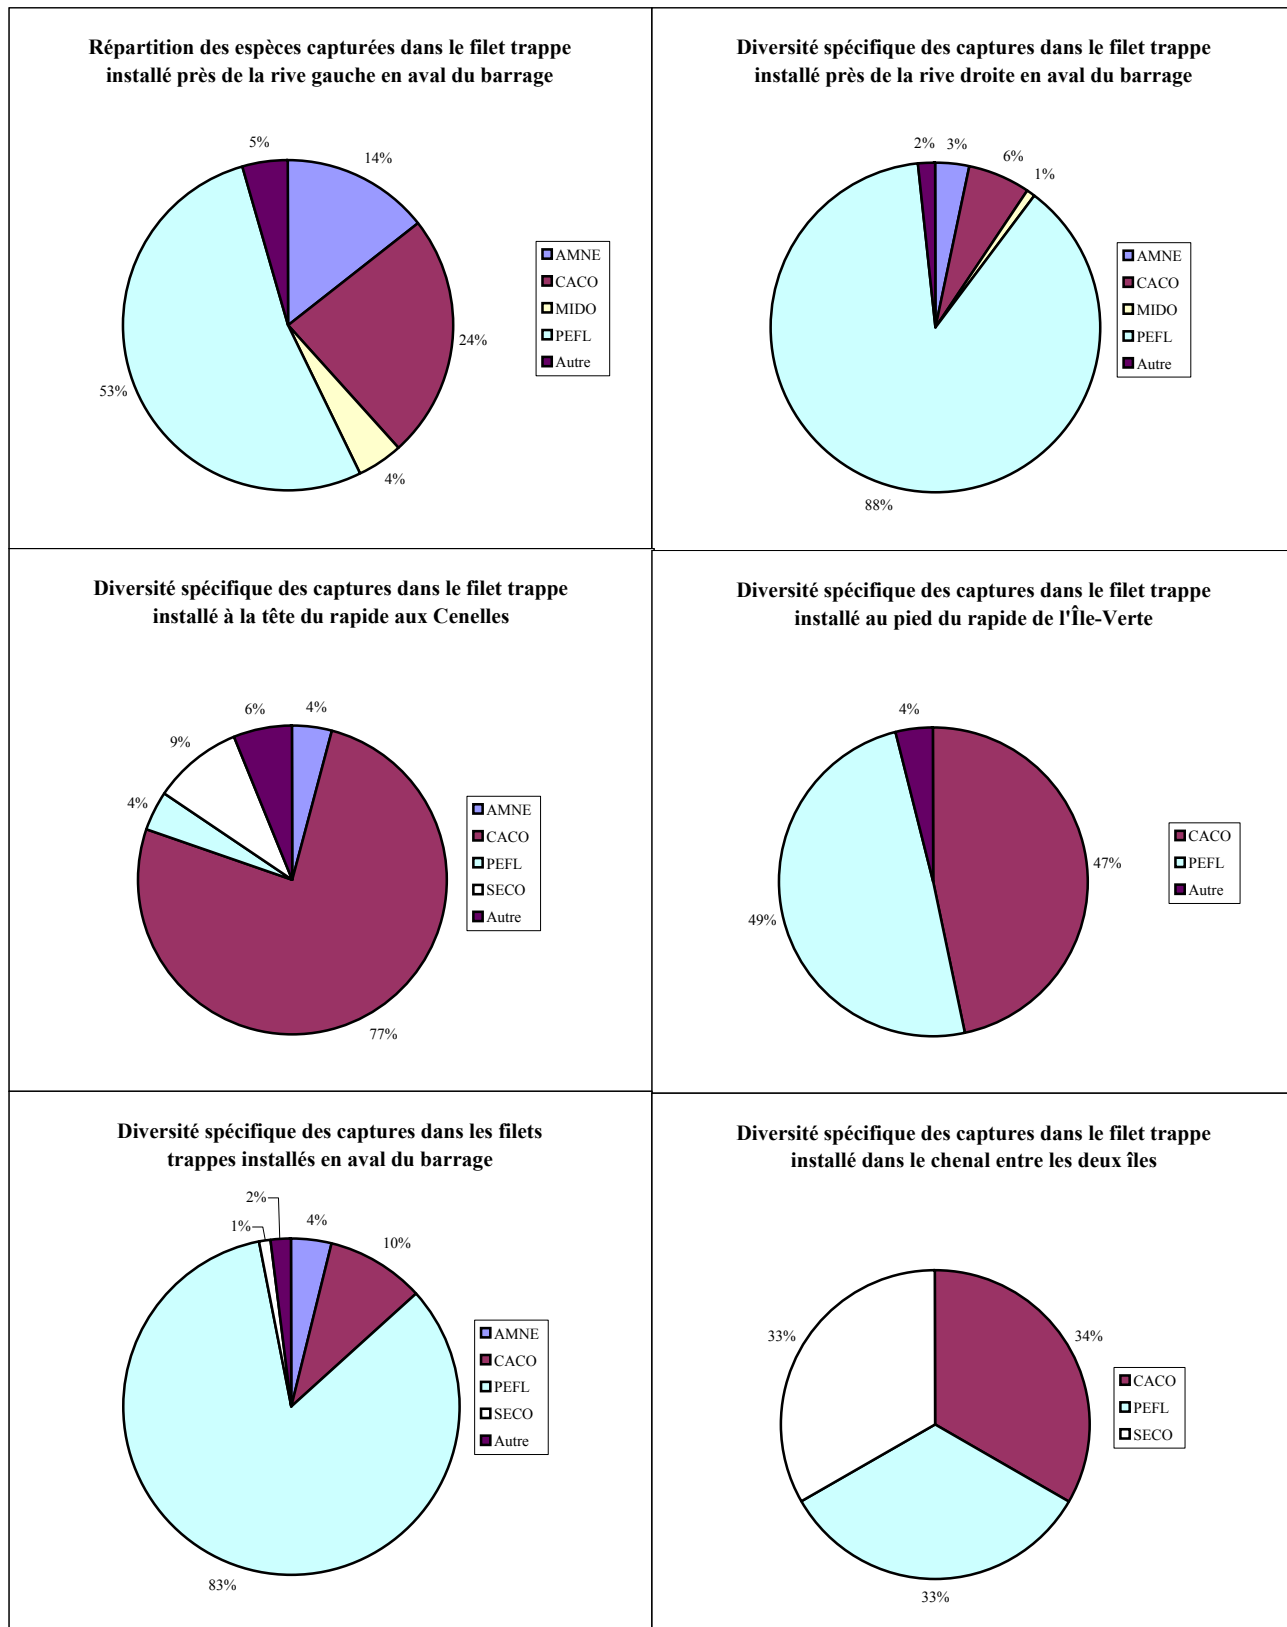 Répartition des espèces capturées dans le filet trappe
installé près de la rive gauche en aval du barrage
5%
14%
24%
4%
53%
AMNE
CACO
MIDO
PEFL
Autre
Diversité spécifique des captures dans le filet trappe
installé près de la rive droite en aval du barrage
2%
3%
6%
1%
88%
AMNE
CACO
MIDO
PEFL
Autre
Diversité spécifique des captures dans le filet trappe
installé à la tête du rapide aux Cenelles
6%
4%
9%
4%
77%
AMNE
CACO
PEFL
SECO
Autre
Diversité spécifique des captures dans le filet trappe
installé au pied du rapide de l'Île-Verte
4%
47%
49%
CACO
PEFL
Autre
Diversité spécifique des captures dans les filets
trappes installés en aval du barrage
2%
1%
4%
10%
83%
AMNE
CACO
PEFL
SECO
Autre
Diversité spécifique des captures dans le filet trappe
installé dans le chenal entre les deux îles
33%
34%
33%
CACO
PEFL
SECO